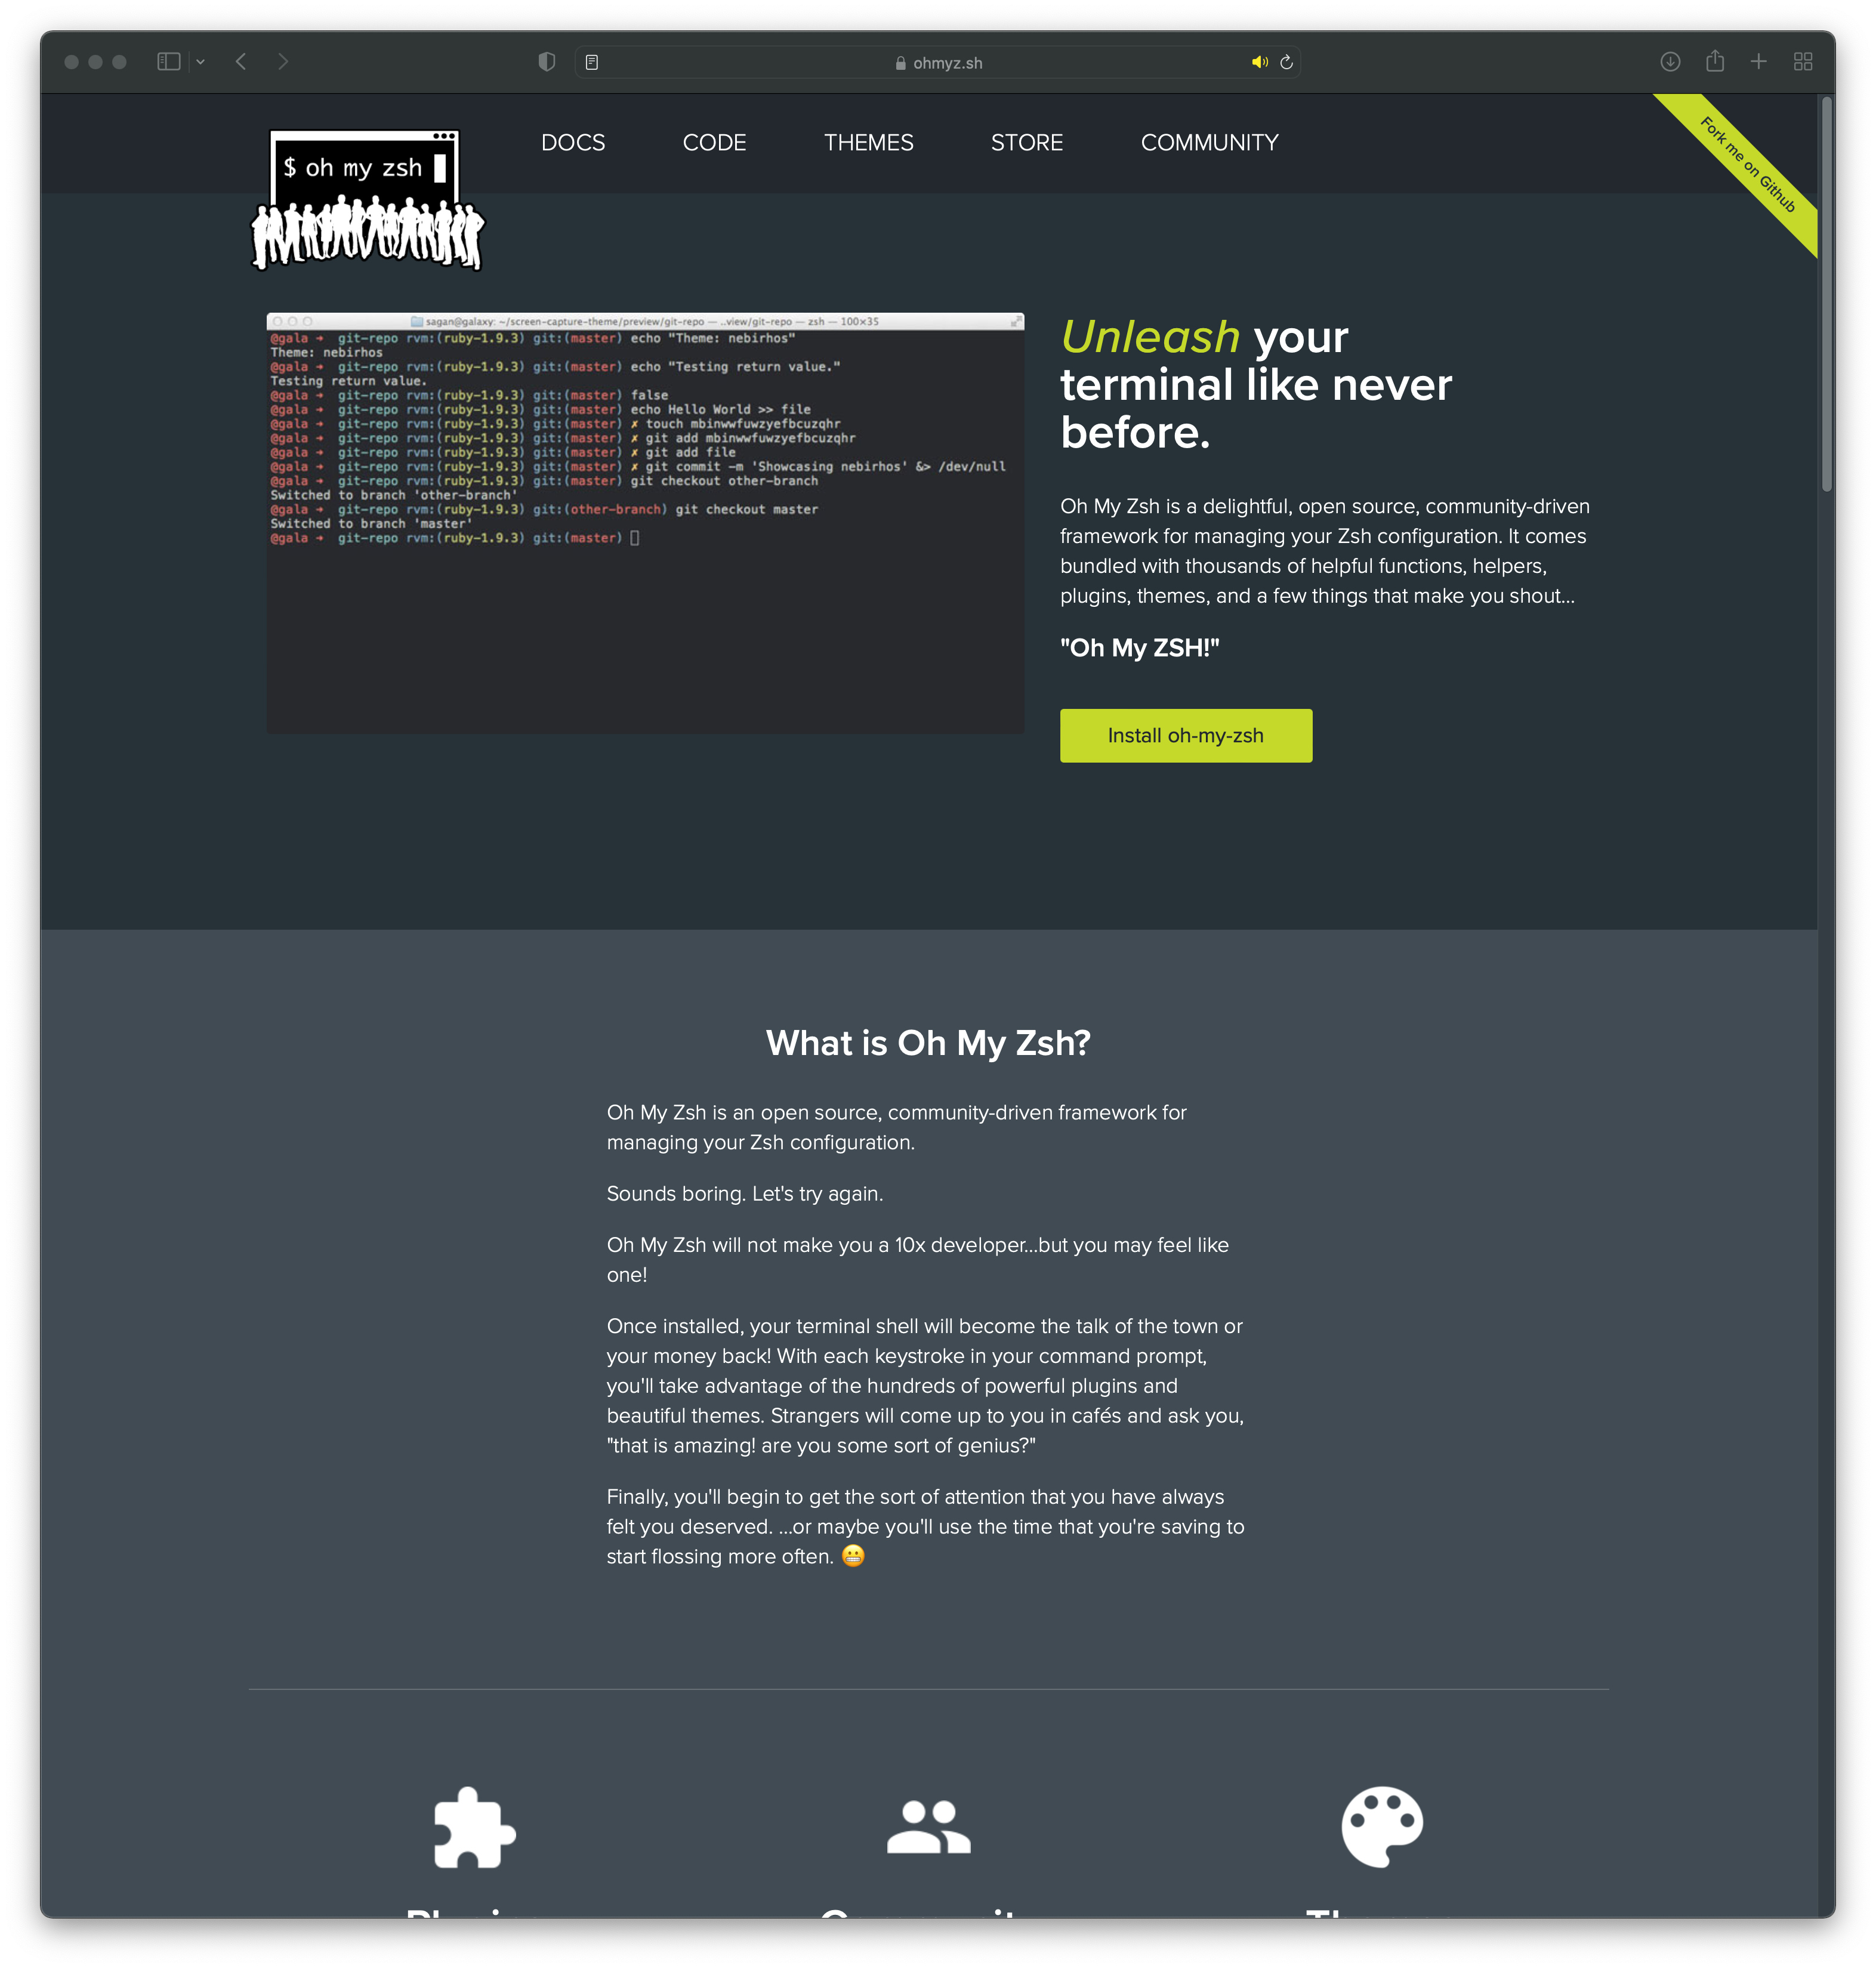 ohmyz.sh
$ oh my zsh
DOCS CODE THEMES STORE COMMUNITY
Fork me on Github
sagan@galaxy: ~/screen-capture-theme/preview/git-repo — ..view/git-repo — zsh — 100×35
@gala ➜ git-repo rvm:(ruby-1.9.3) git:(master) echo "Theme: nebirhos"
Theme: nebirhos
@gala ➜ git-repo rvm:(ruby-1.9.3) git:(master) echo "Testing return value."
Testing return value.
@gala ➜ git-repo rvm:(ruby-1.9.3) git:(master) false
@gala ➜ git-repo rvm:(ruby-1.9.3) git:(master) echo Hello World >> file
@gala ➜ git-repo rvm:(ruby-1.9.3) git:(master) ✗ touch mbinwwfuwzyefbcuzqhr
@gala ➜ git-repo rvm:(ruby-1.9.3) git:(master) ✗ git add mbinwwfuwzyefbcuzqhr
@gala ➜ git-repo rvm:(ruby-1.9.3) git:(master) ✗ git add file
@gala ➜ git-repo rvm:(ruby-1.9.3) git:(master) ✗ git commit -m 'Showcasing nebirhos' &> /dev/null
@gala ➜ git-repo rvm:(ruby-1.9.3) git:(master) git checkout other-branch
Switched to branch 'other-branch'
@gala ➜ git-repo rvm:(ruby-1.9.3) git:(other-branch) git checkout master
Switched to branch 'master'
@gala ➜ git-repo rvm:(ruby-1.9.3) git:(master)
Unleash your
terminal like never
before.
Oh My Zsh is a delightful, open source, community-driven
framework for managing your Zsh configuration. It comes
bundled with thousands of helpful functions, helpers,
plugins, themes, and a few things that make you shout...
"Oh My ZSH!"
Install oh-my-zsh
What is Oh My Zsh?
Oh My Zsh is an open source, community-driven framework for
managing your Zsh configuration.
Sounds boring. Let's try again.
Oh My Zsh will not make you a 10x developer...but you may feel like
one!
Once installed, your terminal shell will become the talk of the town or
your money back! With each keystroke in your command prompt,
you'll take advantage of the hundreds of powerful plugins and
beautiful themes. Strangers will come up to you in cafés and ask you,
"that is amazing! are you some sort of genius?"
Finally, you'll begin to get the sort of attention that you have always
felt you deserved. ...or maybe you'll use the time that you're saving to
start flossing more often. 😬